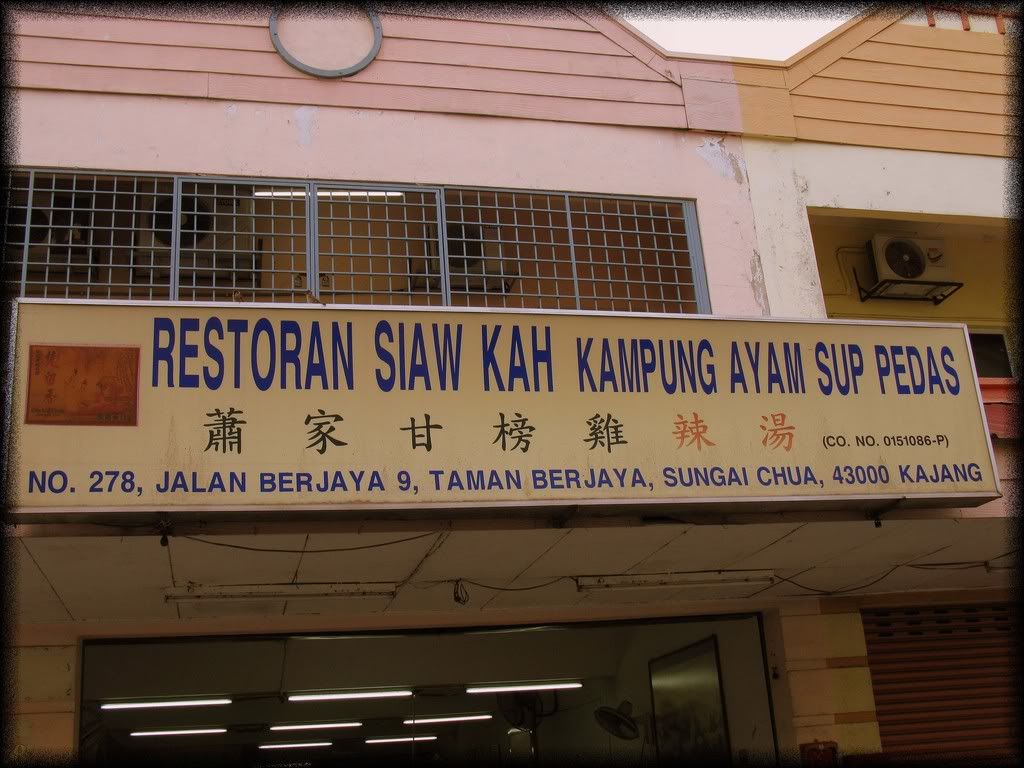 RESTORAN SIAW KAH KAMPUNG AYAM SUP PEDAS
蕭家甘榜雞辣湯 (CO. NO. 0151086-P)
NO. 278, JALAN BERJAYA 9, TAMAN BERJAYA, SUNGAI CHUA, 43000 KAJANG